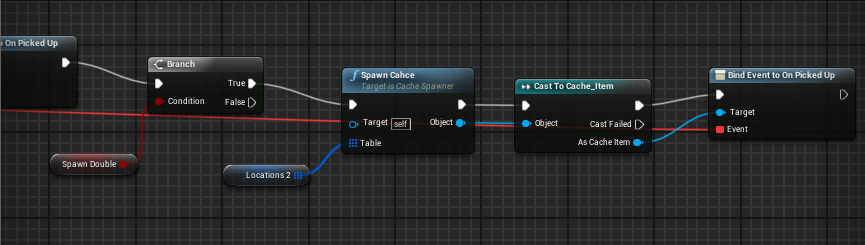 o On Picked Up
Branch
True
Condition
False
Spawn Double
Locations 2
Spawn Cahce
Target is Cache Spawner
Target
self
Object
Table
Cast To Cache_Item
Object
Cast Failed
As Cache Item
Bind Event to On Picked Up
Target
Event